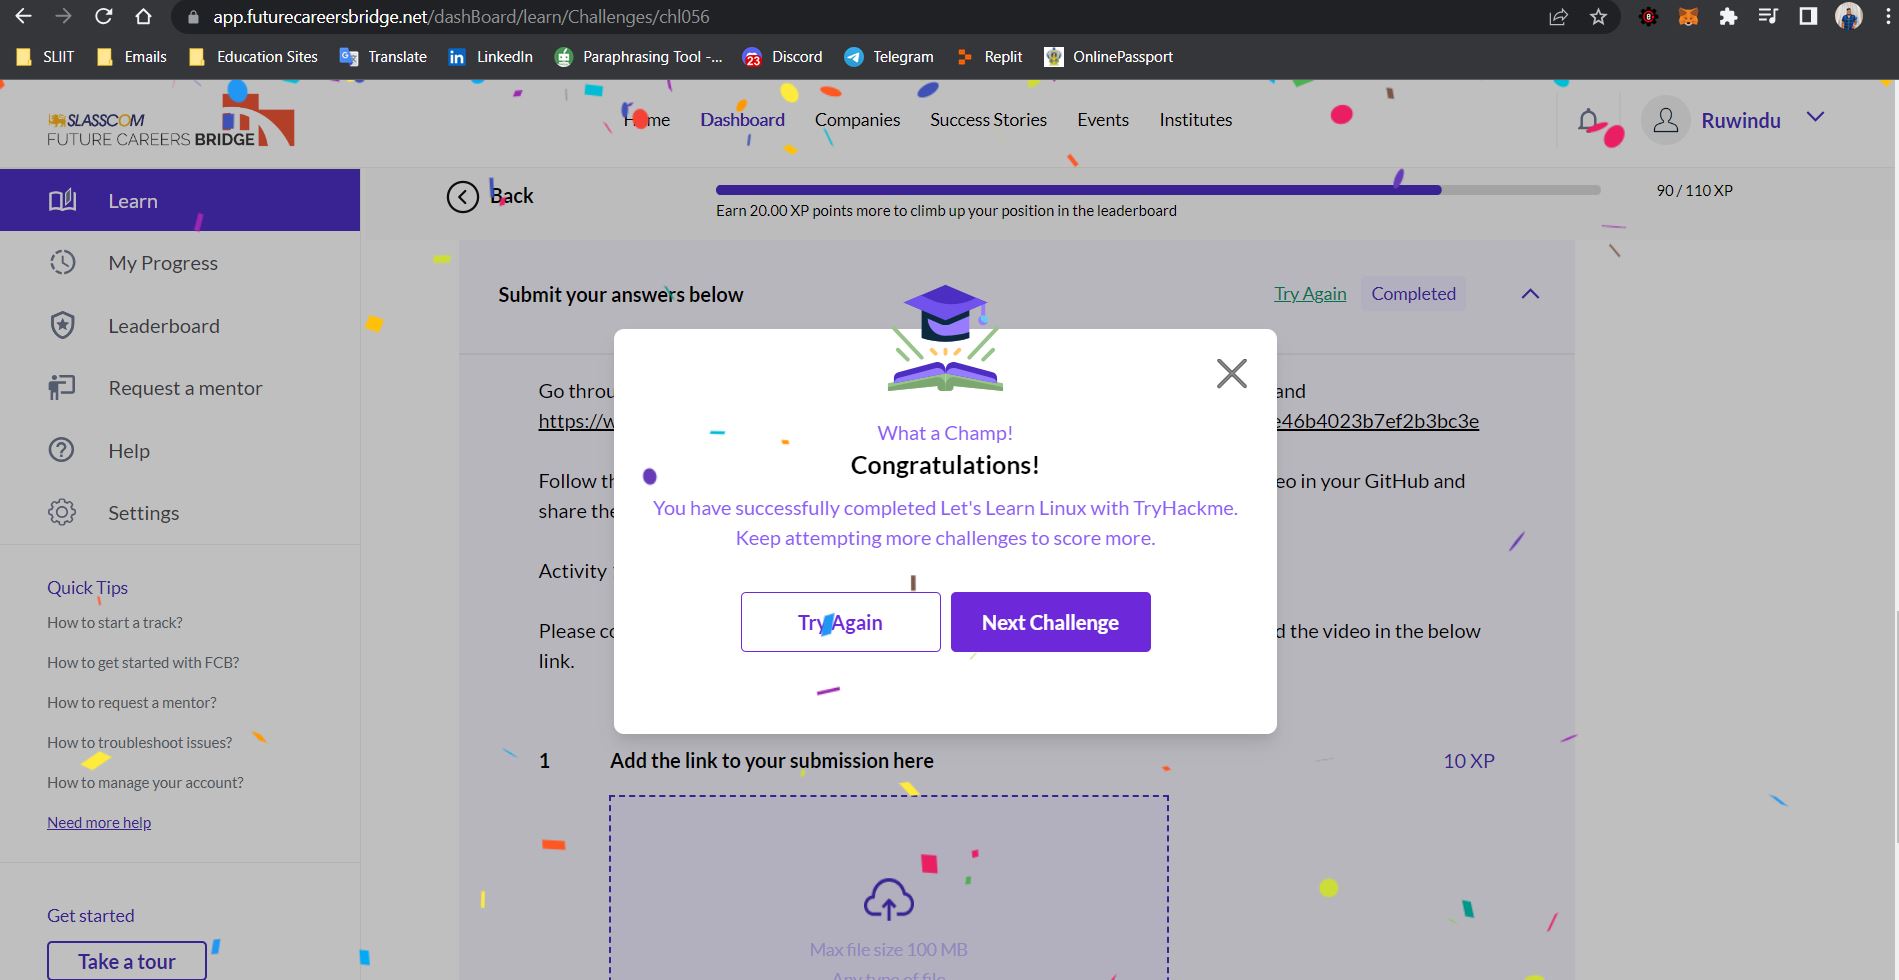 app.futurecareersbridge.net/dashBoard/learn/Challenges/chl056
SLIIT
Emails
Education Sites
Translate
LinkedIn
Paraphrasing Tool -...
23
Discord
Telegram
Replit
OnlinePassport
SLASSCOM
FUTURE CAREERS BRIDGE
Home
Dashboard
Companies
Success Stories
Events
Institutes
Ruwindu
Learn
My Progress
Leaderboard
Request a mentor
Help
Settings
Quick Tips
How to start a track?
How to get started with FCB?
How to request a mentor?
How to troubleshoot issues?
How to manage your account?
Need more help
Get started
Take a tour
Back
Earn 20.00 XP points more to climb up your position in the leaderboard
90 / 110 XP
Submit your answers below
Try Again
Completed
Go throu and
https://w e46b4023b7ef2b3bc3e
Follow th eo in your GitHub and
share the
Activity
Please co d the video in the below
link.
What a Champ!
Congratulations!
You have successfully completed Let's Learn Linux with TryHackme.
Keep attempting more challenges to score more.
Try Again
Next Challenge
1
Add the link to your submission here
10 XP
Max file size 100 MB
Any type of file